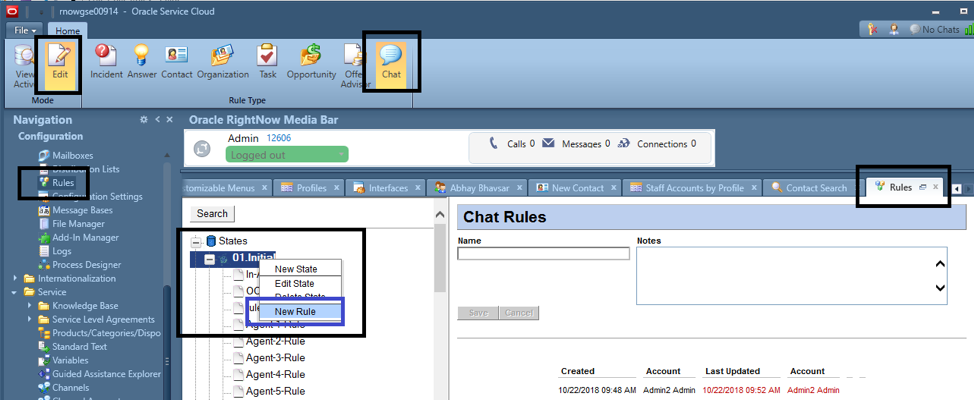 rnowgse00914 - Oracle Service Cloud
File
Home
No Chats
View
Active
Edit
Incident
Answer
Contact
Organization
Task
Opportunity
Offer
Advisor
Chat
Mode
Rule Type
Navigation
Configuration
Mailboxes
Distribution Lists
Rules
Configuration Settings
Message Bases
File Manager
Add-In Manager
Logs
Process Designer
Internationalization
Service
Knowledge Base
Service Level Agreements
Products/Categories/Dispo
Standard Text
Variables
Guided Assistance Explorer
Channels
Oracle RightNow Media Bar
Admin 12606
Logged out
Calls 0 Messages 0 Connections 0
stomizable Menus
Profiles
Interfaces
Abhay Bhavsar
New Contact
Staff Accounts by Profile
Contact Search
Rules
Search
States
01.Initial
In-A
OO
rule
Agent-1-Rule
Agent-2-Rule
Agent-3-Rule
Agent-4-Rule
Agent-5-Rule
New State
Edit State
Delete State
New Rule
Chat Rules
Name
Notes
Save
Cancel
Created Account Last Updated Account
10/22/2018 09:48 AM Admin2 Admin 10/22/2018 09:52 AM Admin2 Admin